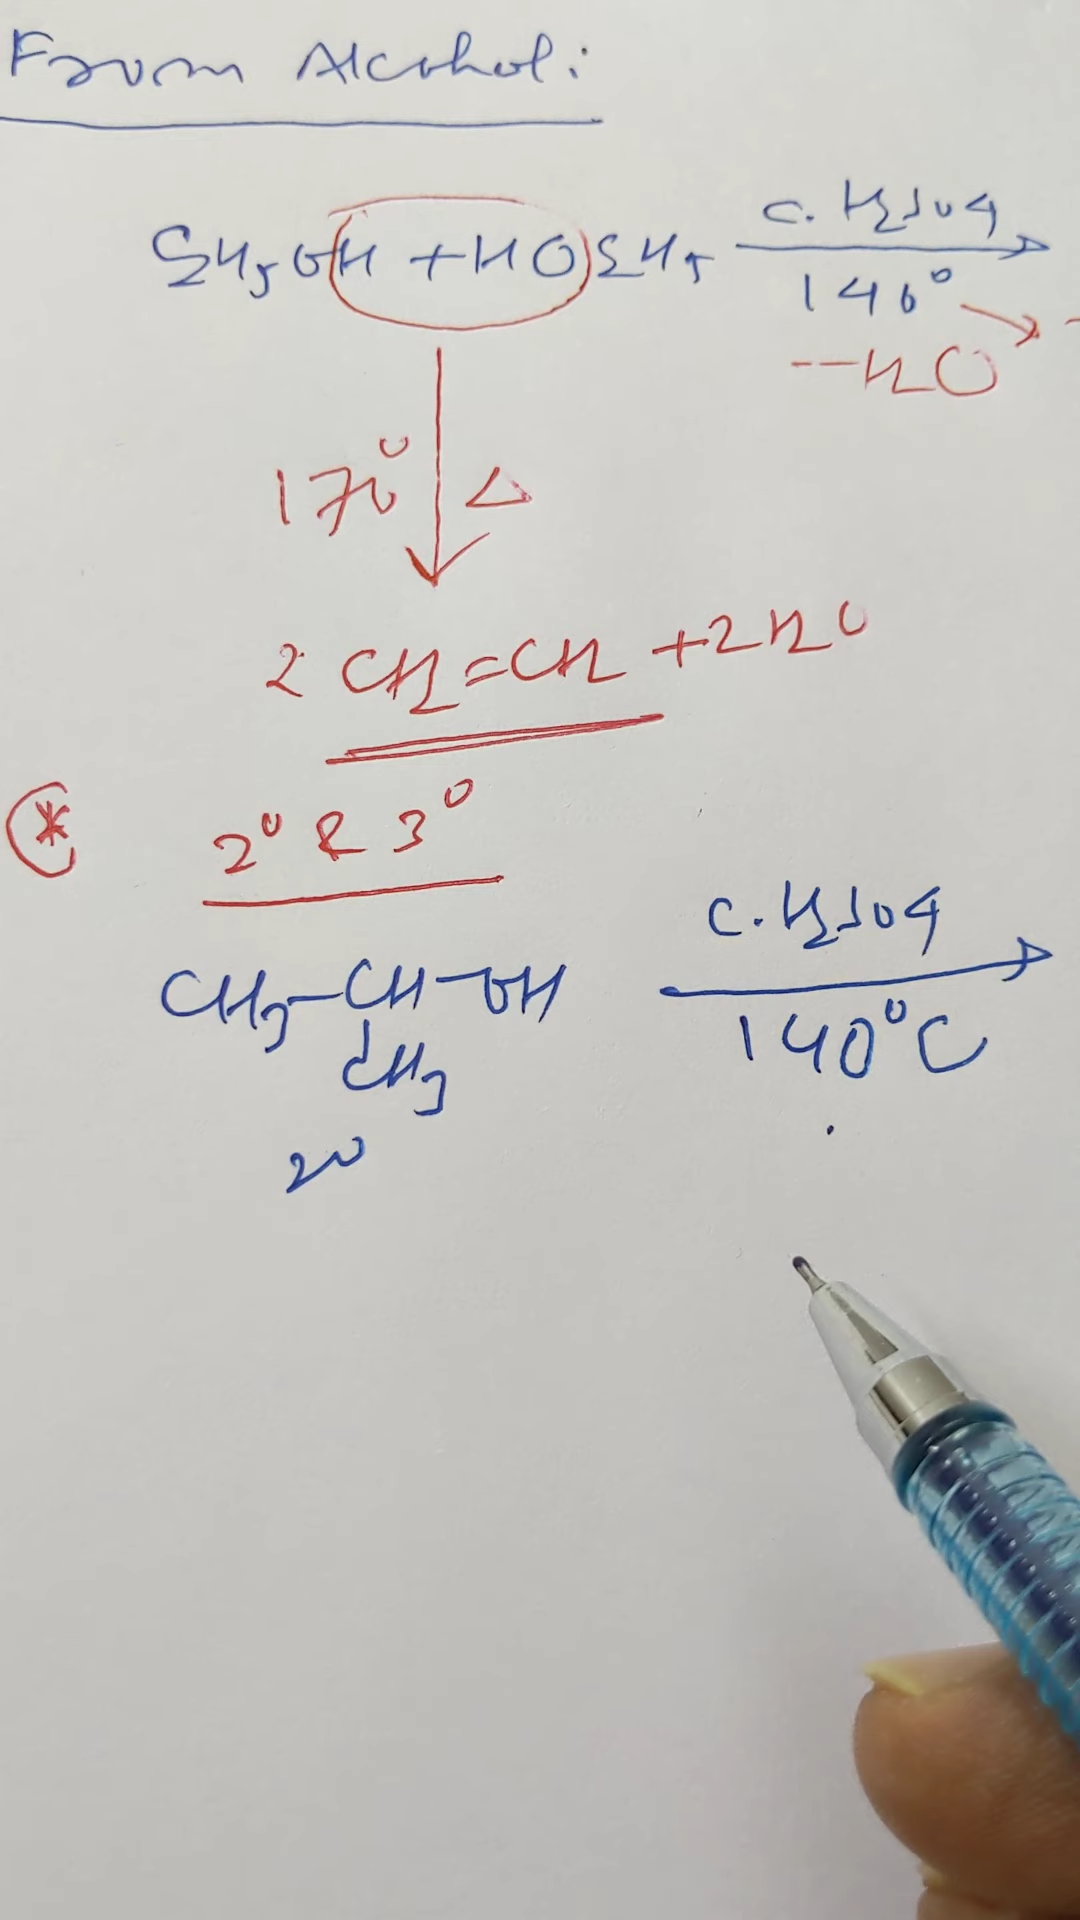 From Alcohol:
C2H5OH + HOC2H5 c. H2SO4
140°
--H2O
170° Δ
2 CH2=CH2 + 2H2O
* 2° & 3°
CH3-CH-OH c. H2SO4
CH3 140°C
2°